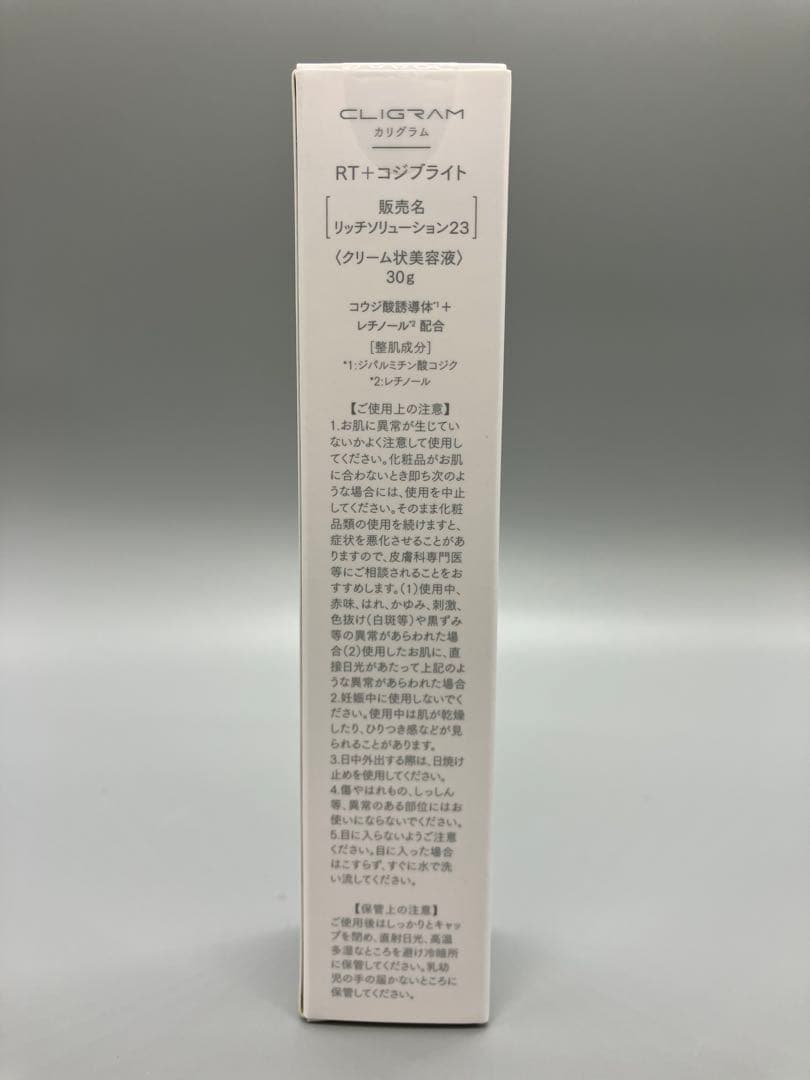 CLIGRAM
カリグラム
RT+コジブライト
販売名
リッチソリューション23
〈クリーム状美容液〉
30g
コウジ酸誘導体*1+
レチノール*2 配合
[整肌成分]
*1:ジパルミチン酸コジク
*2:レチノール
【ご使用上の注意】
1.お肌に異常が生じてい
ないかよく注意して使用し
てください。化粧品がお肌
に合わないとき即ち次のよ
うな場合には、使用を中止
してください。そのまま化粧
品類の使用を続けますと、
症状を悪化させることがあ
りますので、皮膚科専門医
等にご相談されることをお
すすめします。(1)使用中、
赤味、はれ、かゆみ、刺激、
色抜け(白斑等)や黒ずみ
等の異常があらわれた場
合(2)使用したお肌に、直
接日光があたって上記のよ
うな異常があらわれた場合
2.妊娠中に使用しないでく
ださい。使用中は肌が乾燥
したり、ひりつき感などが見
られることがあります。
3.日中外出する際は、日焼け
止めを使用してください。
4.傷やはれもの、しっしん
等、異常のある部位にはお
使いにならないでください。
5.目に入らないようご注意
ください。目に入った場合
はこすらず、すぐに水で洗
い流してください。
【保管上の注意】
ご使用後はしっかりとキャッ
プを閉め、直射日光、高温
多湿なところを避け冷暗所
に保管してください。乳幼
児の手の届かないところに
保管してください。